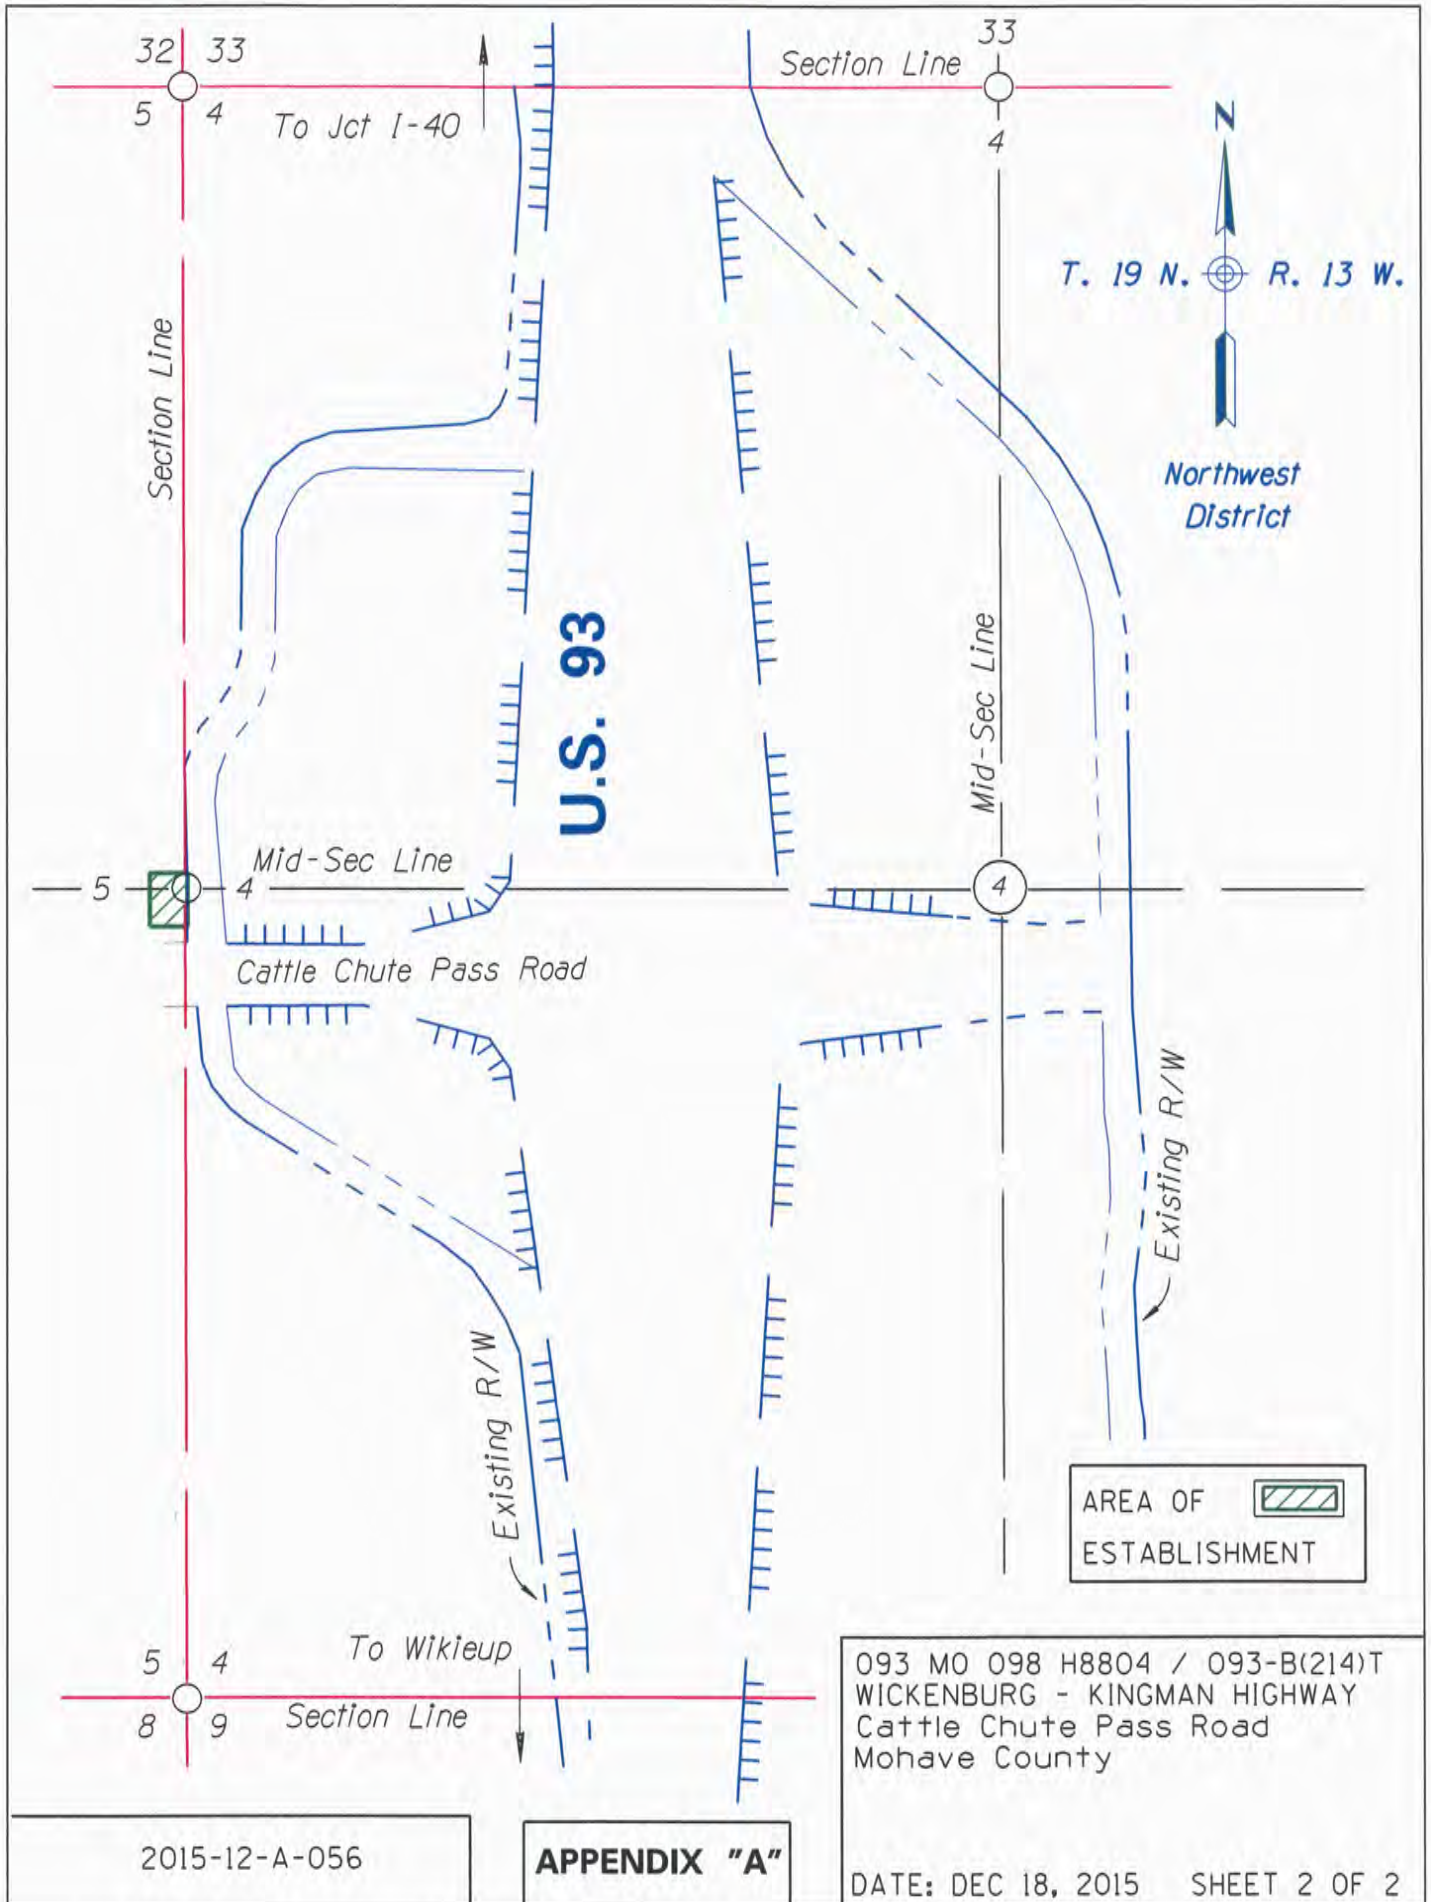 32 33
33
Section Line
5 4
To Jct I-40
4
N
T. 19 N. R. 13 W.
Section Line
Northwest
District
U.S. 93
Mid-Sec Line
Mid-Sec Line
5 4
4
Cattle Chute Pass Road
Existing R/W
Existing R/W
AREA OF
ESTABLISHMENT
To Wikieup
5 4
8 9
Section Line
093 MO 098 H8804 / 093-B(214)T
WICKENBURG - KINGMAN HIGHWAY
Cattle Chute Pass Road
Mohave County
2015-12-A-056
APPENDIX "A"
DATE: DEC 18, 2015 SHEET 2 OF 2